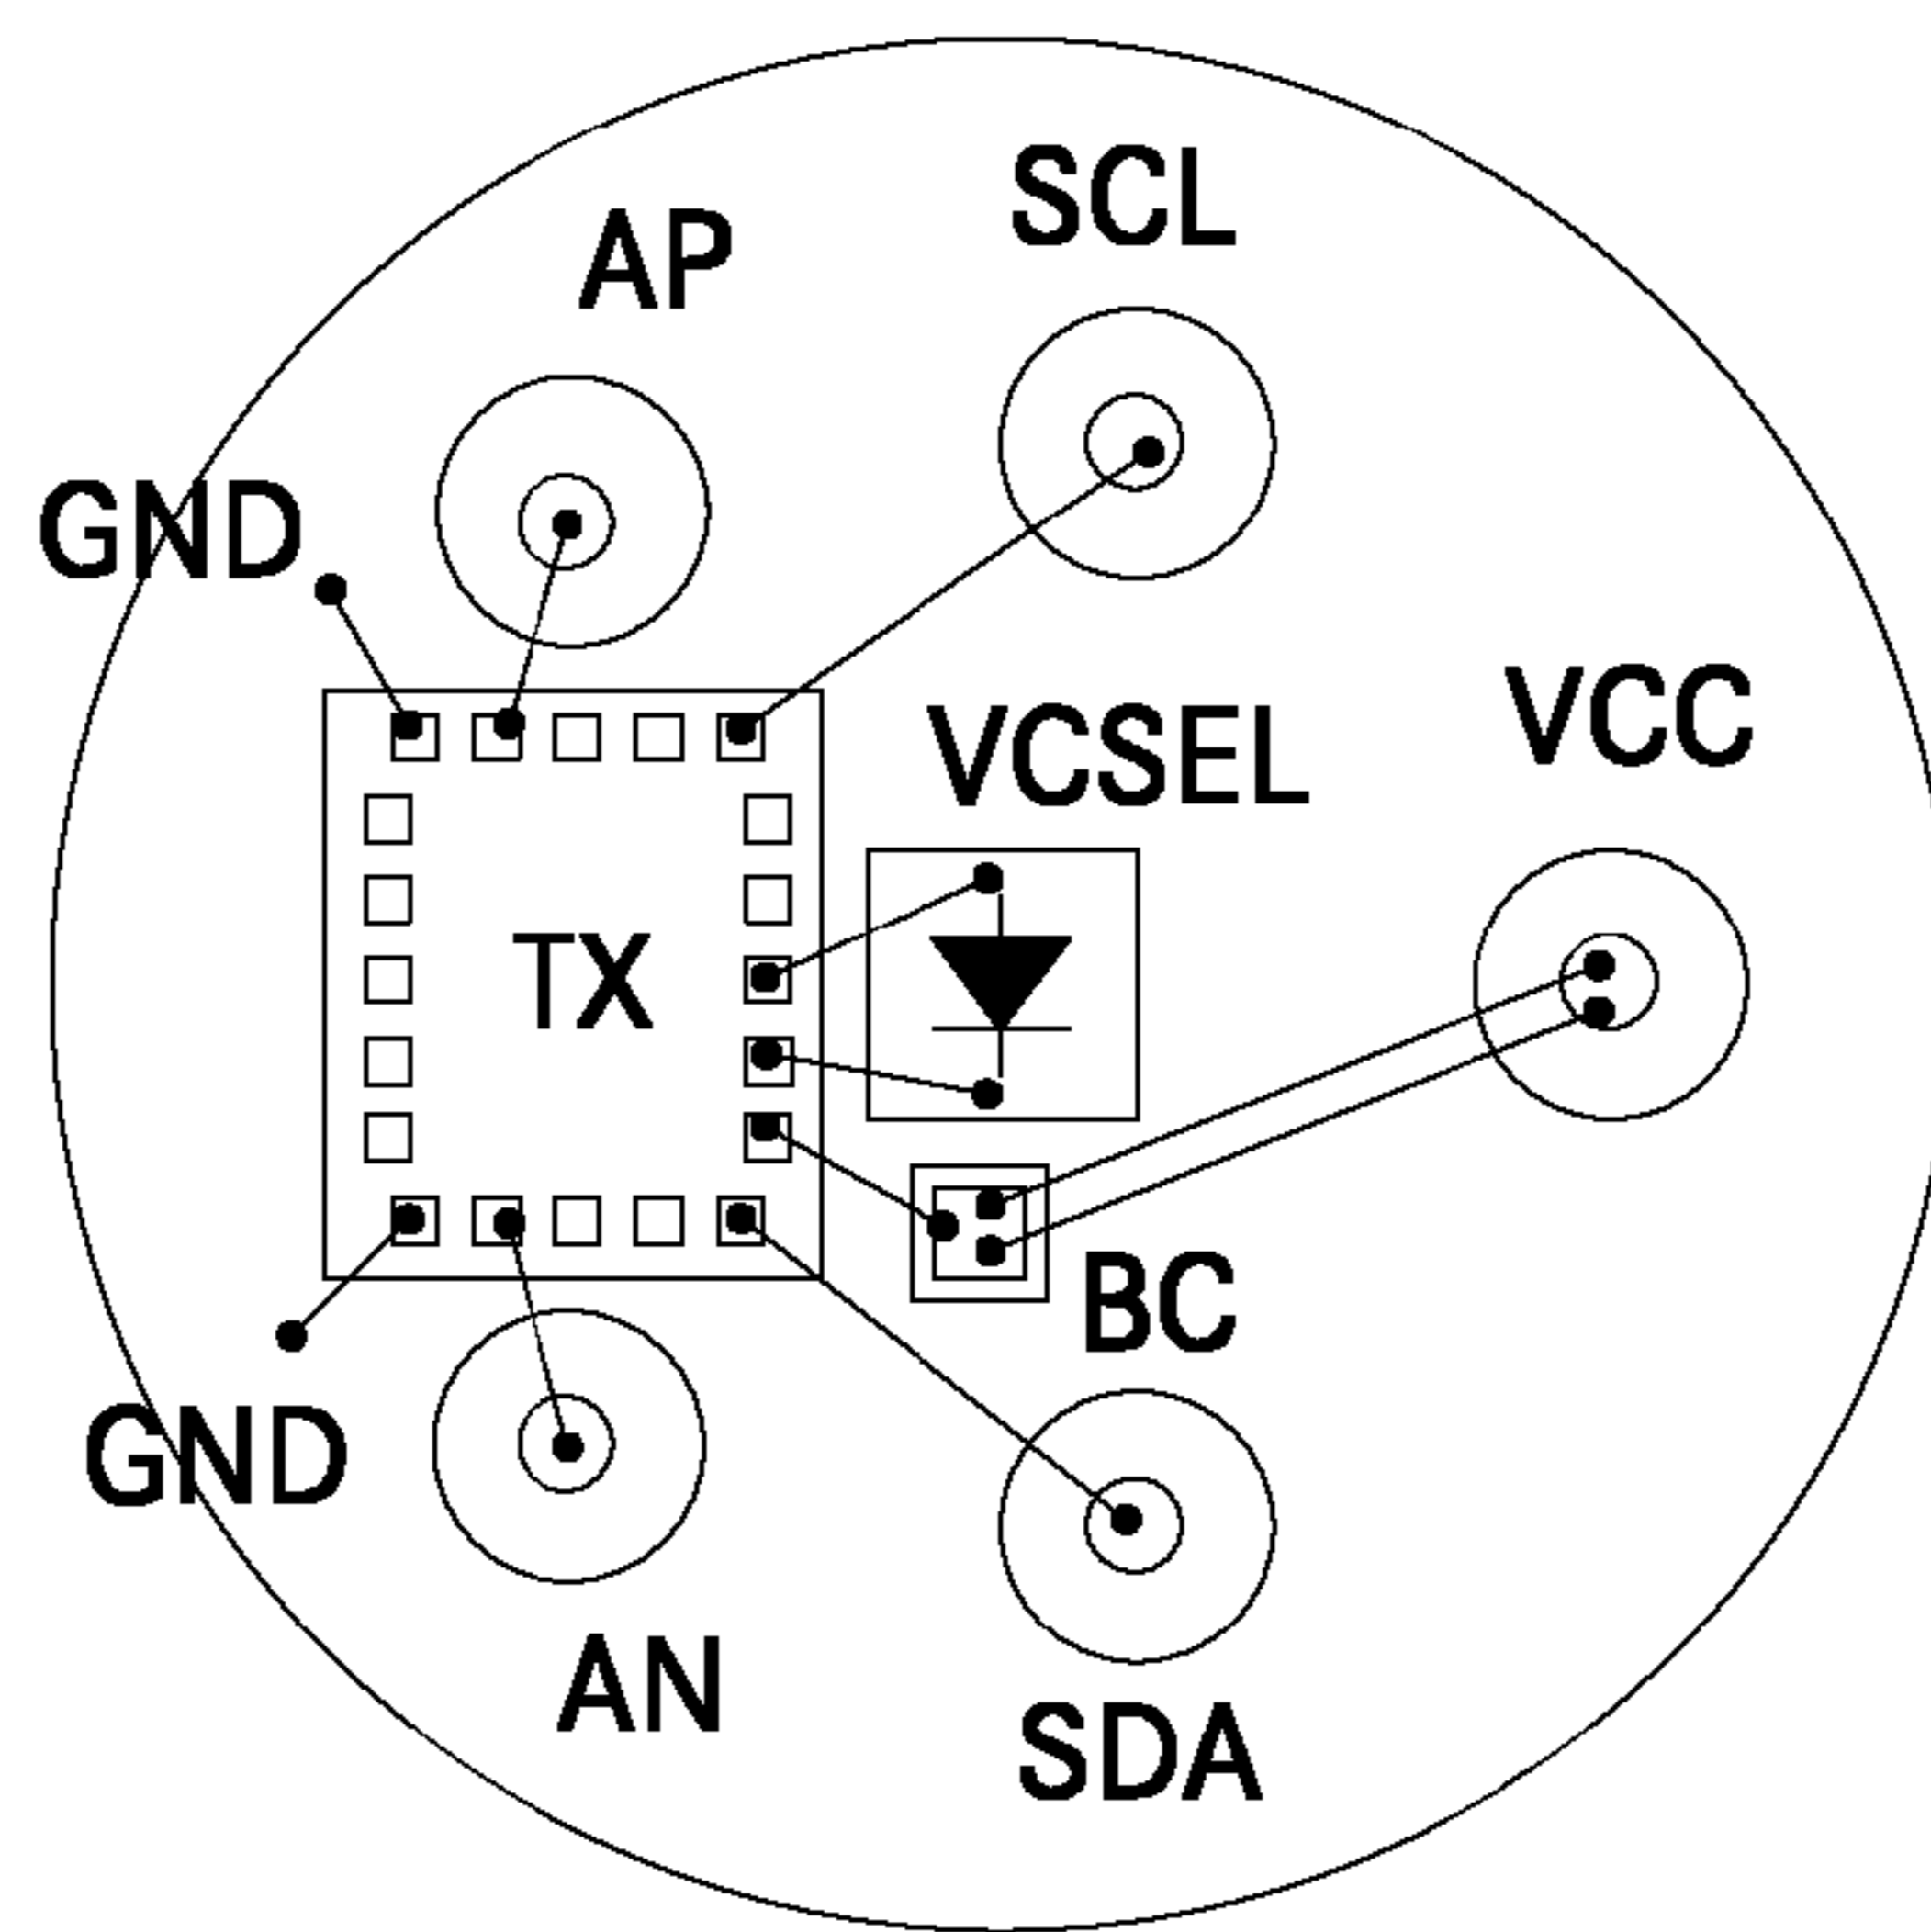 SCL
AP
GND
VCC
VCSEL
TX
BC
GND
AN
SDA